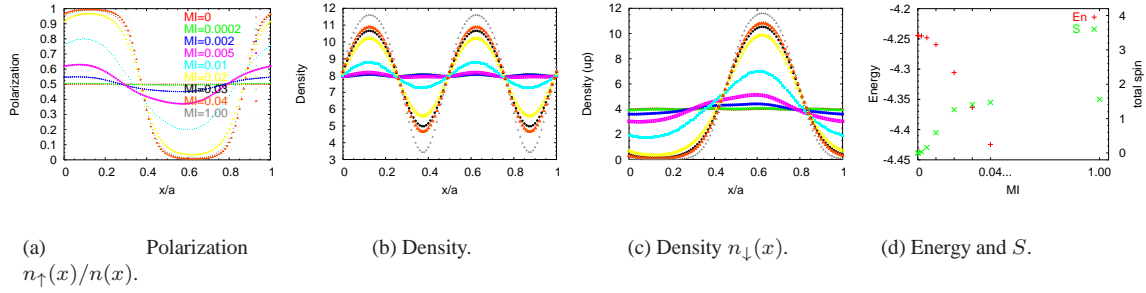 1
0.9
0.8
0.7
0.6
0.5
0.4
0.3
0.2
0.1
0
0 0.2 0.4 0.6 0.8 1
Polarization
x/a
MI=0
MI=0.0002
MI=0.002
MI=0.005
MI=0.01
MI=0.02
MI=0.03
MI=0.04
MI=1.00
12
11
10
9
8
7
6
5
4
3
0 0.2 0.4 0.6 0.8 1
Density
x/a
12
10
8
6
4
2
0
0 0.2 0.4 0.6 0.8 1
Density (up)
x/a
-4.2
-4.25
-4.3
-4.35
-4.4
-4.45
Energy
0 0.04... 1.00
MI
4
3
2
1
0
total spin
En
S
(a) Polarization
n↑(x)/n(x).
(b) Density.
(c) Density n↓(x).
(d) Energy and S.